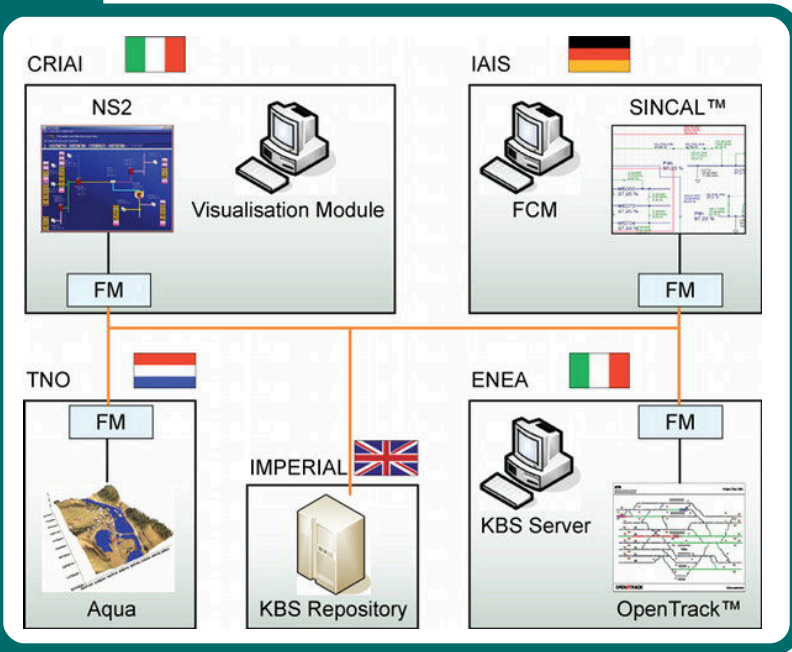 CRIAI
NS2
Visualisation Module
FM
IAIS
SINCAL™
FCM
FM
TNO
FM
Aqua
IMPERIAL
KBS Repository
ENEA
FM
KBS Server
OPENTRACK
OpenTrack™